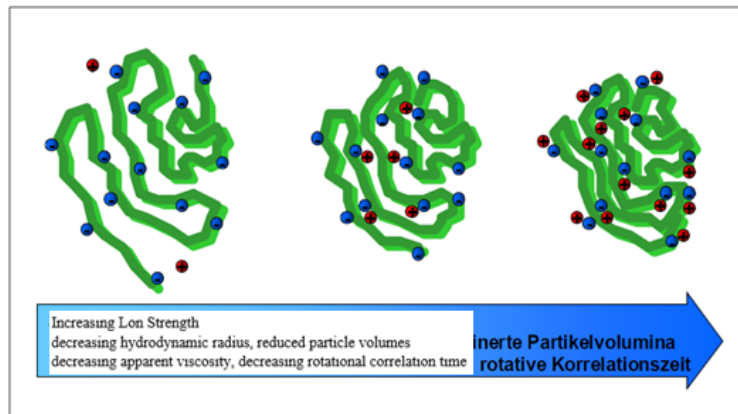 Increasing Lon Strength
decreasing hydrodynamic radius, reduced particle volumes inerte Partikelvolumina
decreasing apparent viscosity, decreasing rotational correlation time rotative Korrelationszeit